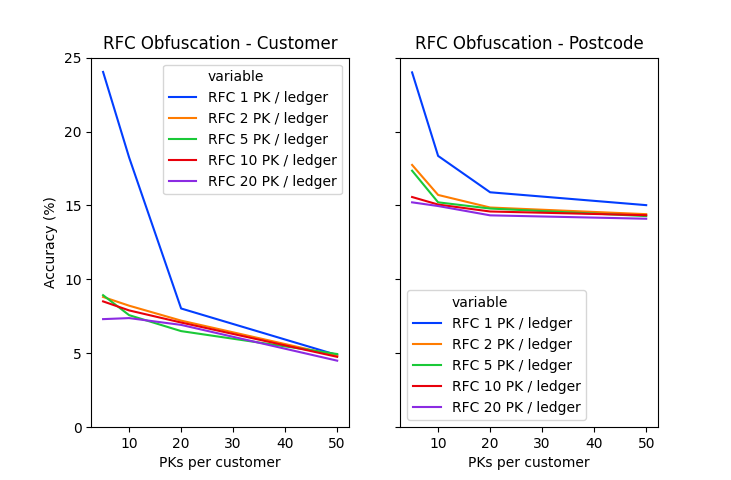 RFC Obfuscation - Customer
25
20
15
10
5
0
Accuracy (%)
variable
RFC 1 PK / ledger
RFC 2 PK / ledger
RFC 5 PK / ledger
RFC 10 PK / ledger
RFC 20 PK / ledger
10 20 30 40 50
PKs per customer
RFC Obfuscation - Postcode
variable
RFC 1 PK / ledger
RFC 2 PK / ledger
RFC 5 PK / ledger
RFC 10 PK / ledger
RFC 20 PK / ledger
10 20 30 40 50
PKs per customer